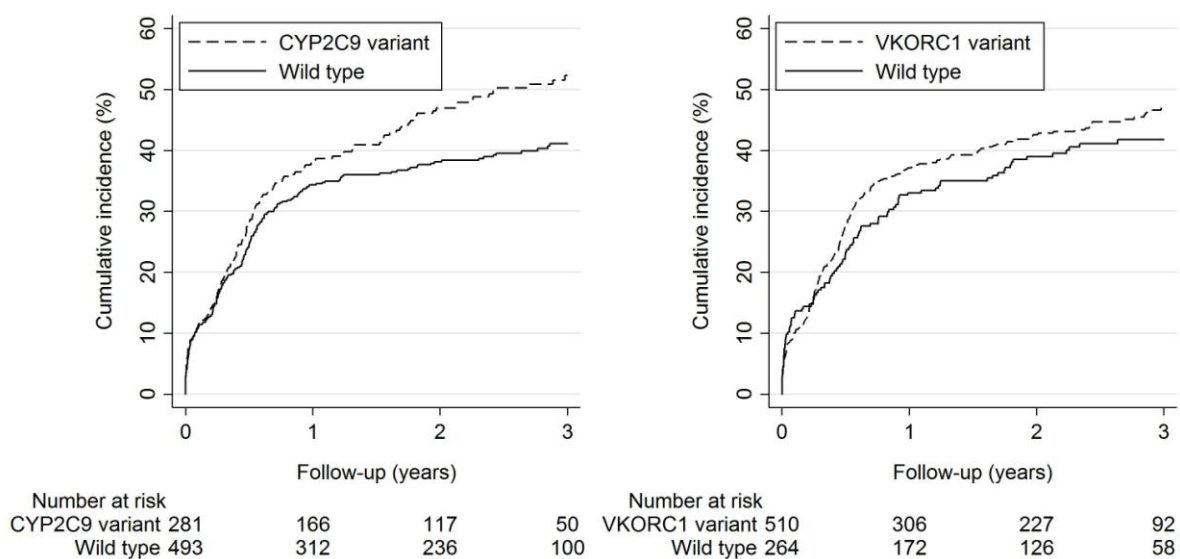 CYP2C9 variant
Wild type
Cumulative incidence (%)
60
50
40
30
20
10
0
0 1 2 3
Follow-up (years)
Number at risk
CYP2C9 variant 281 166 117 50
Wild type 493 312 236 100
VKORC1 variant
Wild type
Cumulative incidence (%)
60
50
40
30
20
10
0
0 1 2 3
Follow-up (years)
Number at risk
VKORC1 variant 510 306 227 92
Wild type 264 172 126 58